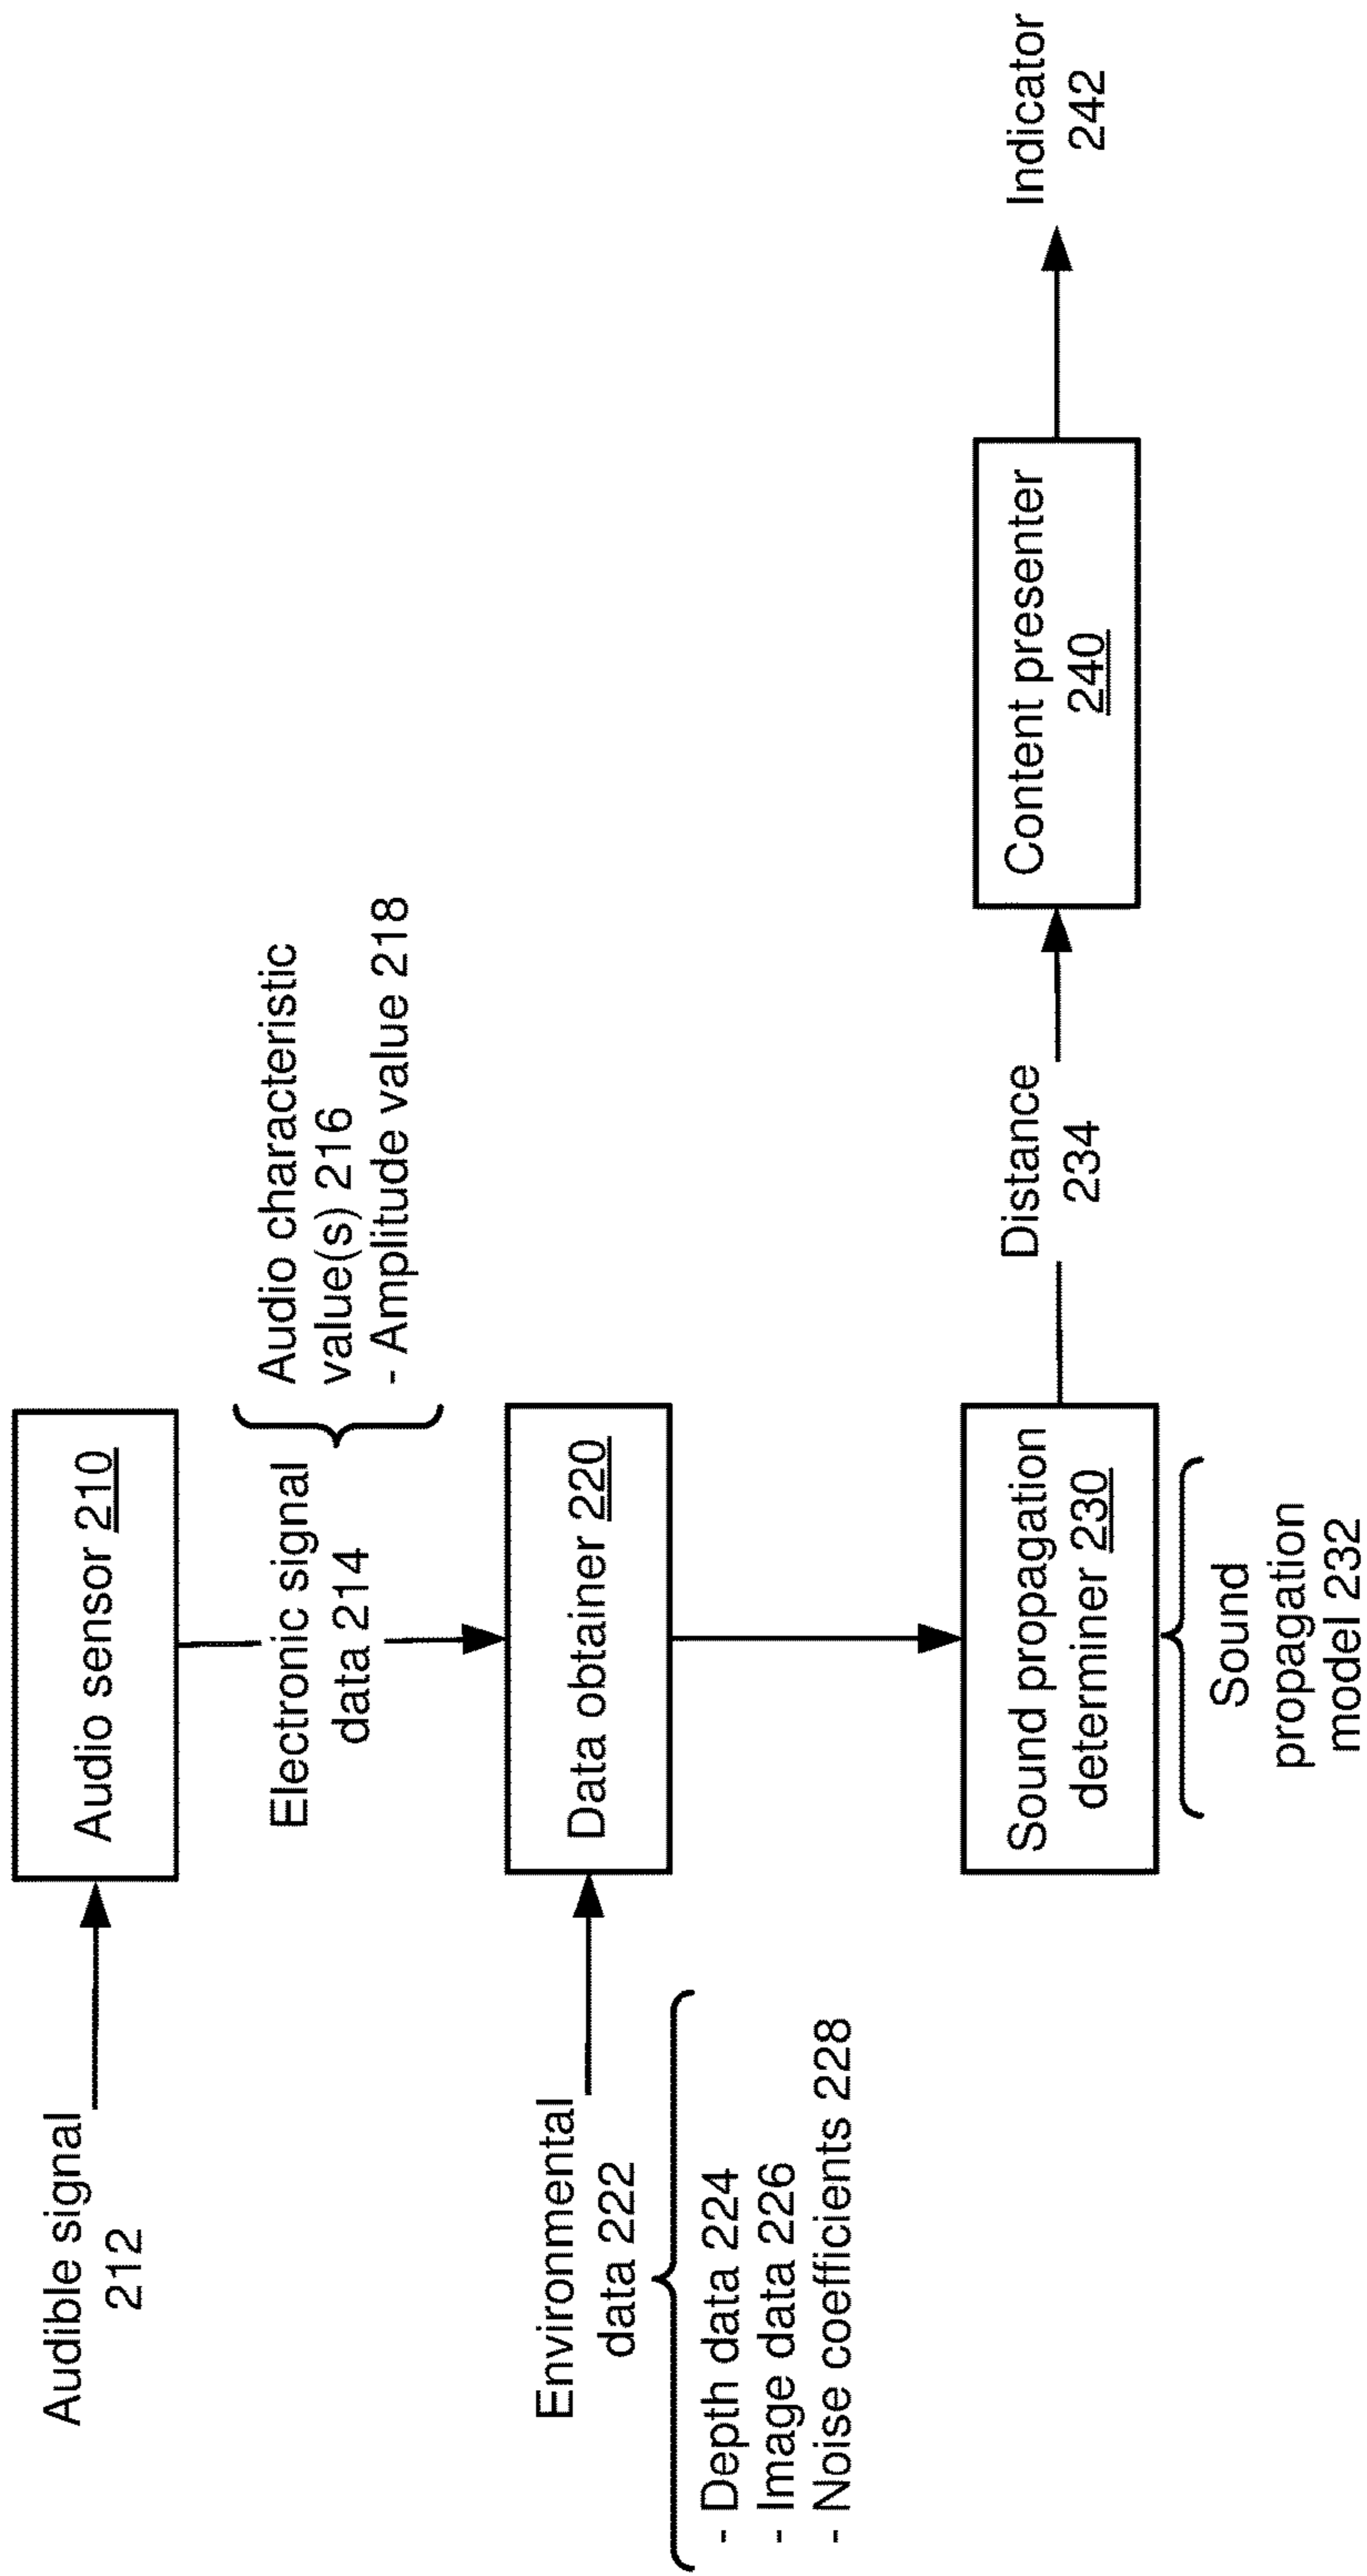 Audible signal
212
Audio sensor 210
Electronic signal
data 214
Audio characteristic
value(s) 216
- Amplitude value 218
Environmental
data 222
- Depth data 224
- Image data 226
- Noise coefficients 228
Data obtainer 220
Sound propagation
determiner 230
Sound
propagation
model 232
Distance
234
Content presenter
240
Indicator
242